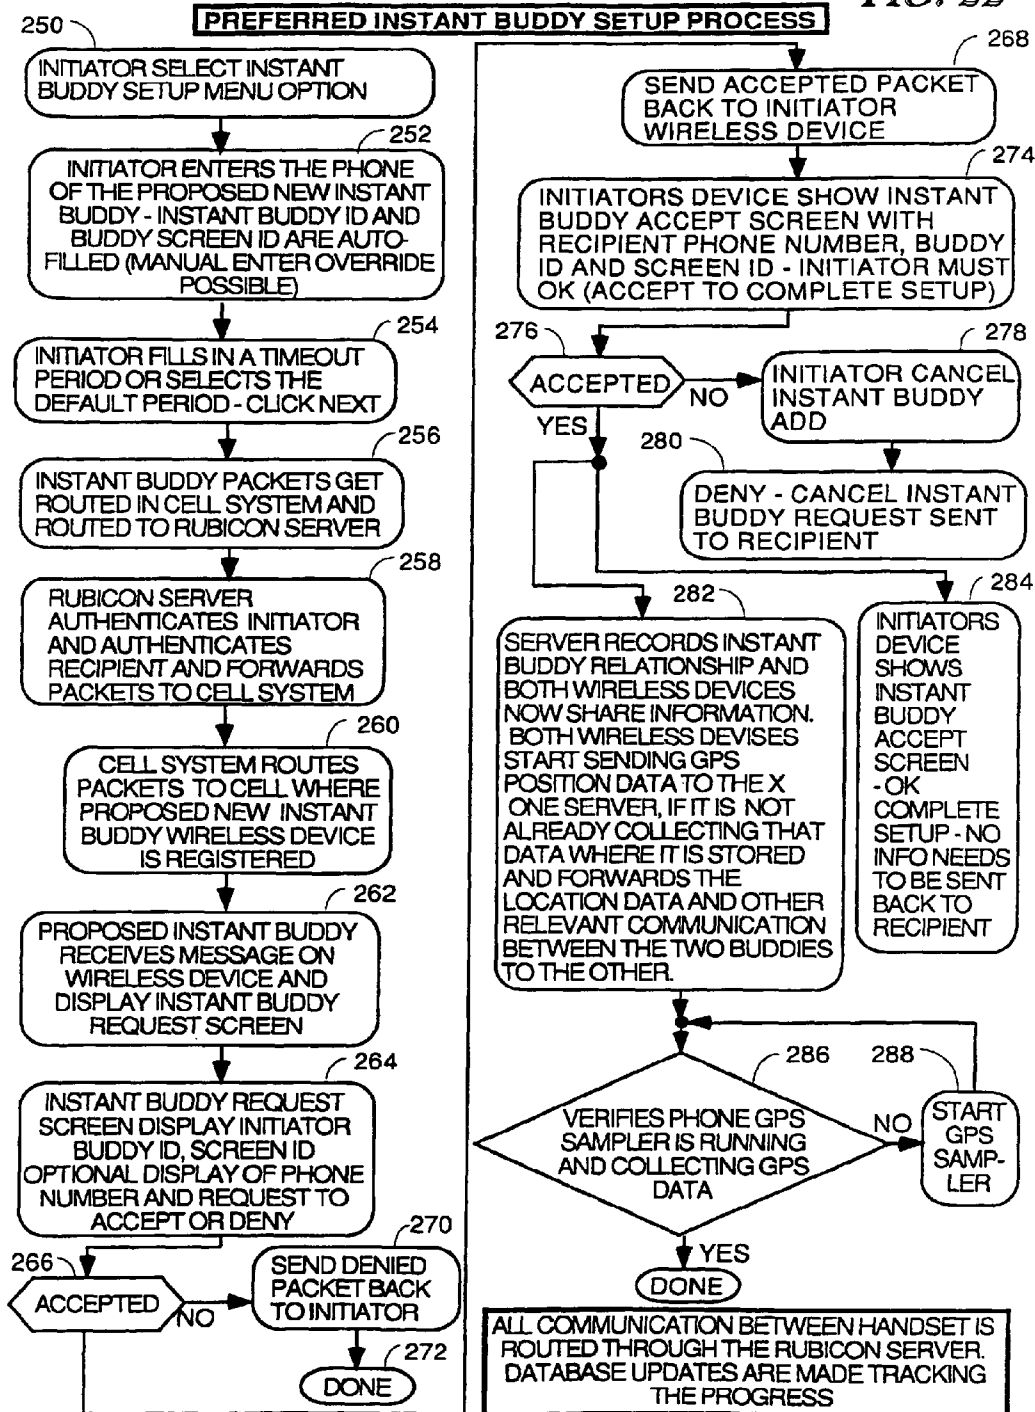 FIG. 22
PREFERRED INSTANT BUDDY SETUP PROCESS
250
INITIATOR SELECT INSTANT
BUDDY SETUP MENU OPTION
252
INITIATOR ENTERS THE PHONE
OF THE PROPOSED NEW INSTANT
BUDDY - INSTANT BUDDY ID AND
BUDDY SCREEN ID ARE AUTO-
FILLED (MANUAL ENTER OVERRIDE
POSSIBLE)
254
INITIATOR FILLS IN A TIMEOUT
PERIOD OR SELECTS THE
DEFAULT PERIOD - CLICK NEXT
256
INSTANT BUDDY PACKETS GET
ROUTED IN CELL SYSTEM AND
ROUTED TO RUBICON SERVER
258
RUBICON SERVER
AUTHENTICATES INITIATOR
AND AUTHENTICATES
RECIPIENT AND FORWARDS
PACKETS TO CELL SYSTEM
260
CELL SYSTEM ROUTES
PACKETS TO CELL WHERE
PROPOSED NEW INSTANT
BUDDY WIRELESS DEVICE
IS REGISTERED
262
PROPOSED INSTANT BUDDY
RECEIVES MESSAGE ON
WIRELESS DEVICE AND
DISPLAY INSTANT BUDDY
REQUEST SCREEN
264
INSTANT BUDDY REQUEST
SCREEN DISPLAY INITIATOR
BUDDY ID, SCREEN ID
OPTIONAL DISPLAY OF PHONE
NUMBER AND REQUEST TO
ACCEPT OR DENY
266
ACCEPTED
NO
270
SEND DENIED
PACKET BACK
TO INITIATOR
272
DONE
268
SEND ACCEPTED PACKET
BACK TO INITIATOR
WIRELESS DEVICE
274
INITIATORS DEVICE SHOW INSTANT
BUDDY ACCEPT SCREEN WITH
RECIPIENT PHONE NUMBER, BUDDY
ID AND SCREEN ID - INITIATOR MUST
OK (ACCEPT TO COMPLETE SETUP)
276
ACCEPTED
NO
YES
278
INITIATOR CANCEL
INSTANT BUDDY
ADD
280
DENY - CANCEL INSTANT
BUDDY REQUEST SENT
TO RECIPIENT
282
SERVER RECORDS INSTANT
BUDDY RELATIONSHIP AND
BOTH WIRELESS DEVICES
NOW SHARE INFORMATION.
BOTH WIRELESS DEVISES
START SENDING GPS
POSITION DATA TO THE X
ONE SERVER, IF IT IS NOT
ALREADY COLLECTING THAT
DATA WHERE IT IS STORED
AND FORWARDS THE
LOCATION DATA AND OTHER
RELEVANT COMMUNICATION
BETWEEN THE TWO BUDDIES
TO THE OTHER.
284
INITIATORS
DEVICE
SHOWS
INSTANT
BUDDY
ACCEPT
SCREEN
- OK
COMPLETE
SETUP - NO
INFO NEEDS
TO BE SENT
BACK TO
RECIPIENT
286
VERIFIES PHONE GPS
SAMPLER IS RUNNING
AND COLLECTING GPS
DATA
NO
288
START
GPS
SAMP-
LER
YES
DONE
ALL COMMUNICATION BETWEEN HANDSET IS
ROUTED THROUGH THE RUBICON SERVER.
DATABASE UPDATES ARE MADE TRACKING
THE PROGRESS